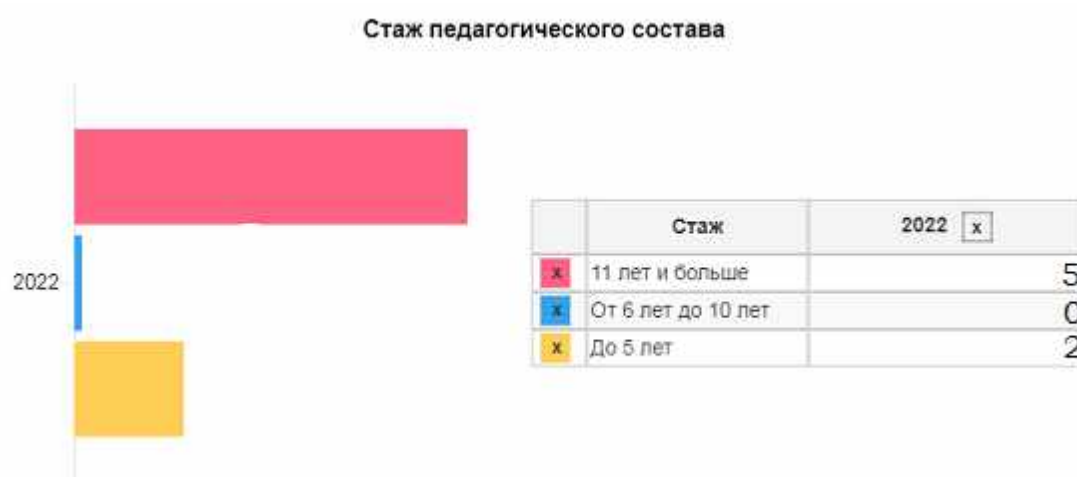 Стаж педагогического состава
2022
Стаж 2022 x
x 11 лет и больше 5
x От 6 лет до 10 лет 0
x До 5 лет 2